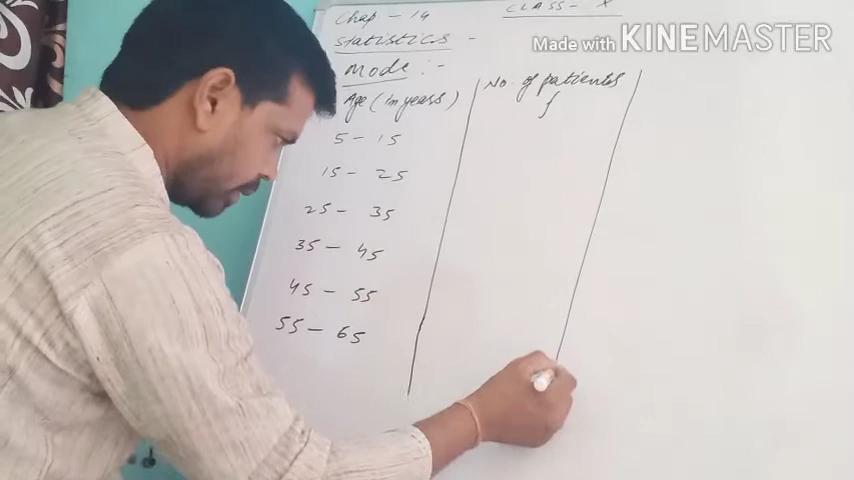 Chap - 14 CLASS - X
Statistics -
Made with KINEMASTER
Mode :-
Age (in years) No. of patients
f
5 - 15
15 - 25
25 - 35
35 - 45
45 - 55
55 - 65